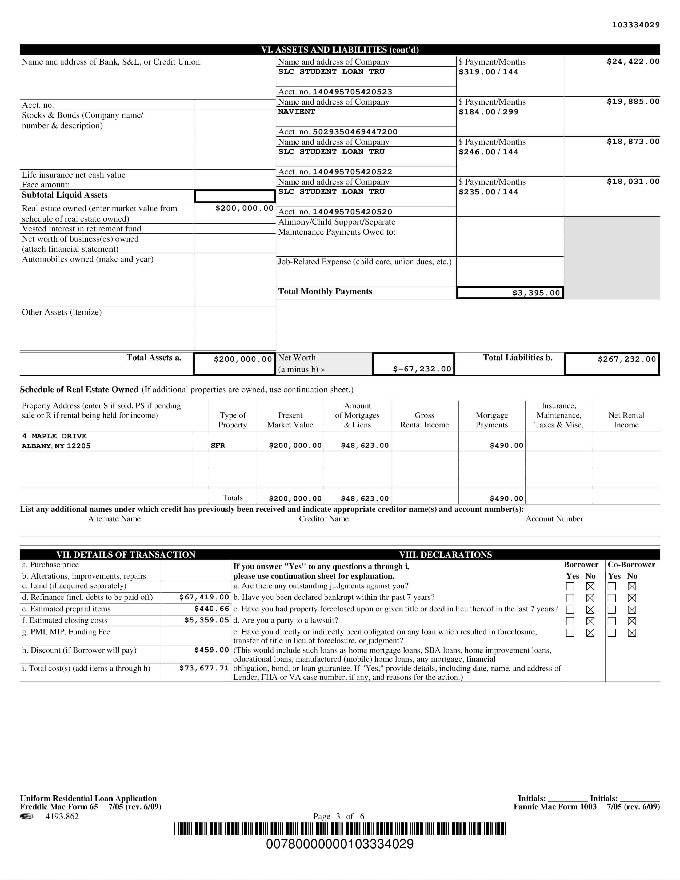 103334029
VI. ASSETS AND LIABILITIES (cont'd)
Name and address of Bank, S&L, or Credit Union
Name and address of Company
$ Payment/Months
$24,422.00
SLC STUDENT LOAN TRU
$319.00/144
Acct. no. 140495705420523
Acct. no.
Name and address of Company
$ Payment/Months
$19,885.00
Stocks & Bonds (Company name/
number & description)
NAVIENT
$184.00/299
Acct. no. 5029350469447200
Name and address of Company
$ Payment/Months
$18,873.00
SLC STUDENT LOAN TRU
$246.00/144
Acct. no. 140495705420522
Life insurance net cash value
Face amount:
Name and address of Company
$ Payment/Months
$18,031.00
Subtotal Liquid Assets
SLC STUDENT LOAN TRU
$235.00/144
Real estate owned (enter market value from
schedule of real estate owned)
$200,000.00
Acct. no. 140495705420520
Vested interest in retirement fund
Alimony/Child Support/Separate
Maintenance Payments Owed to:
Net worth of business(es) owned
(attach financial statement)
Automobiles owned (make and year)
Job-Related Expense (child care, union dues, etc.)
Total Monthly Payments
$3,395.00
Other Assets (itemize)
Total Assets a.
$200,000.00
Net Worth
(a minus b) »
$-67,232.00
Total Liabilities b.
$267,232.00
Schedule of Real Estate Owned (If additional properties are owned, use continuation sheet.)
Property Address (enter S if sold, PS if pending
sale or R if rental being held for income)
Type of
Property
Present
Market Value
Amount
of Mortgages
& Liens
Gross
Rental Income
Mortgage
Payments
Insurance,
Maintenance,
Taxes & Misc.
Net Rental
Income
4 MAPLE DRIVE
ALBANY, NY 12205
SFR
$200,000.00
$48,623.00
$490.00
Totals
$200,000.00
$48,623.00
$490.00
List any additional names under which credit has previously been received and indicate appropriate creditor name(s) and account number(s):
Alternate Name
Creditor Name
Account Number
VII. DETAILS OF TRANSACTION
VIII. DECLARATIONS
a. Purchase price
b. Alterations, improvements, repairs
c. Land (if acquired separately)
d. Refinance (incl. debts to be paid off) $67,419.00
e. Estimated prepaid items $440.66
f. Estimated closing costs $5,359.05
g. PMI, MIP, Funding Fee
h. Discount (if Borrower will pay) $459.00
i. Total cost(s) (add items a through h) $73,677.71
If you answer "Yes" to any questions a through i,
please use continuation sheet for explanation.
Borrower
Co-Borrower
Yes No
Yes No
a. Are there any outstanding judgments against you?
b. Have you been declared bankrupt within the past 7 years?
c. Have you had property foreclosed upon or given title or deed in lieu thereof in the last 7 years?
d. Are you a party to a lawsuit?
e. Have you directly or indirectly been obligated on any loan which resulted in foreclosure,
transfer of title in lieu of foreclosure, or judgment?
(This would include such loans as home mortgage loans, SBA loans, home improvement loans,
educational loans, manufactured (mobile) home loans, any mortgage, financial
obligation, bond, or loan guarantee. If "Yes," provide details, including date, name, and address of
Lender, FHA or VA case number, if any, and reasons for the action.)
Uniform Residential Loan Application
Freddie Mac Form 65 7/05 (rev. 6/09)
4193.862
Page 3 of 6
Initials: ________ Initials: ________
Fannie Mae Form 1003 7/05 (rev. 6/09)
00780000000103334029